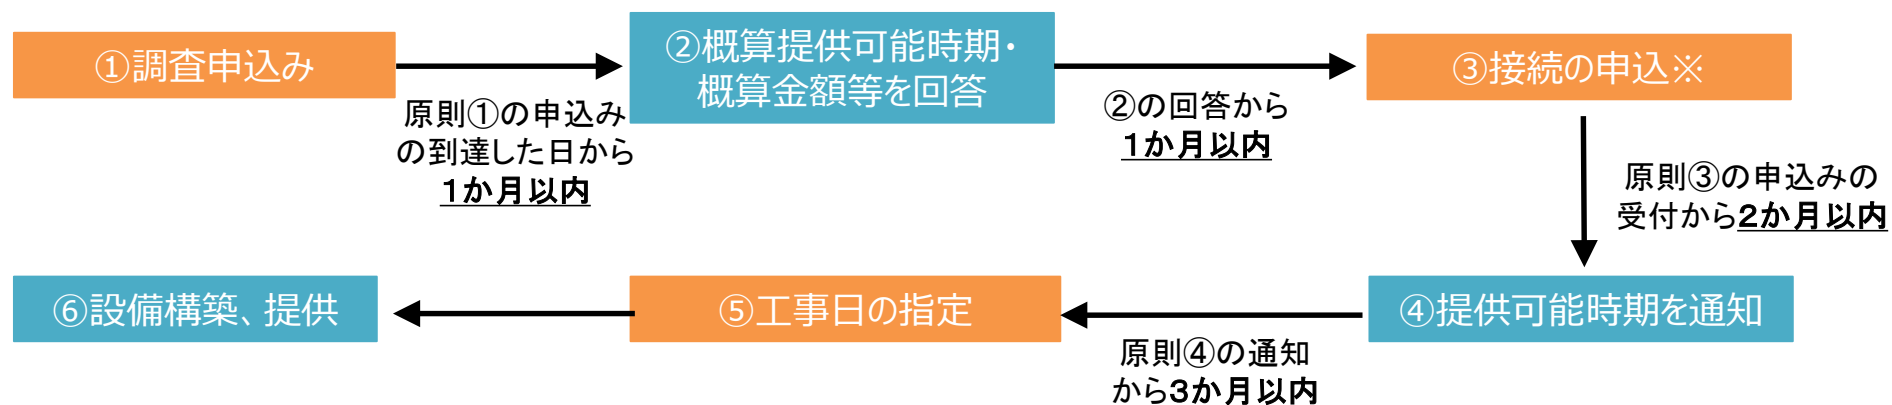 ①調査申込み
原則①の申込み
の到達した日から
１か月以内
②概算提供可能時期・
概算金額等を回答
②の回答から
１か月以内
③接続の申込※
原則③の申込みの
受付から２か月以内
④提供可能時期を通知
原則④の通知
から３か月以内
⑤工事日の指定
⑥設備構築、提供